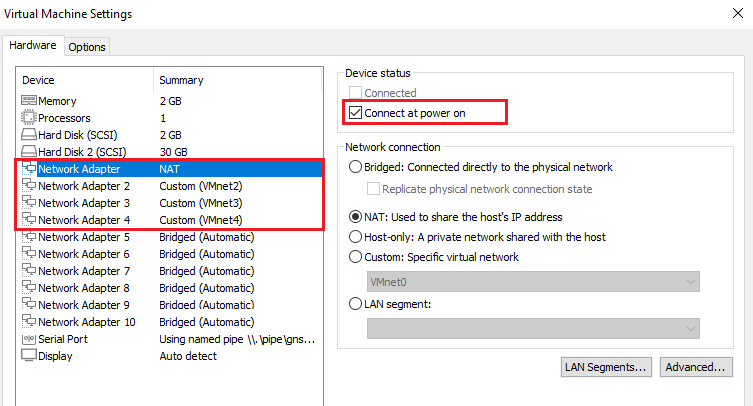 Virtual Machine Settings
Hardware Options
Device Summary
Memory 2 GB
Processors 1
Hard Disk (SCSI) 2 GB
Hard Disk 2 (SCSI) 30 GB
Network Adapter NAT
Network Adapter 2 Custom (VMnet2)
Network Adapter 3 Custom (VMnet3)
Network Adapter 4 Custom (VMnet4)
Network Adapter 5 Bridged (Automatic)
Network Adapter 6 Bridged (Automatic)
Network Adapter 7 Bridged (Automatic)
Network Adapter 8 Bridged (Automatic)
Network Adapter 9 Bridged (Automatic)
Network Adapter 10 Bridged (Automatic)
Serial Port Using named pipe \\.\pipe\gns...
Display Auto detect
Device status
Connected
Connect at power on
Network connection
Bridged: Connected directly to the physical network
Replicate physical network connection state
NAT: Used to share the host's IP address
Host-only: A private network shared with the host
Custom: Specific virtual network
VMnet0
LAN segment:
LAN Segments... Advanced...